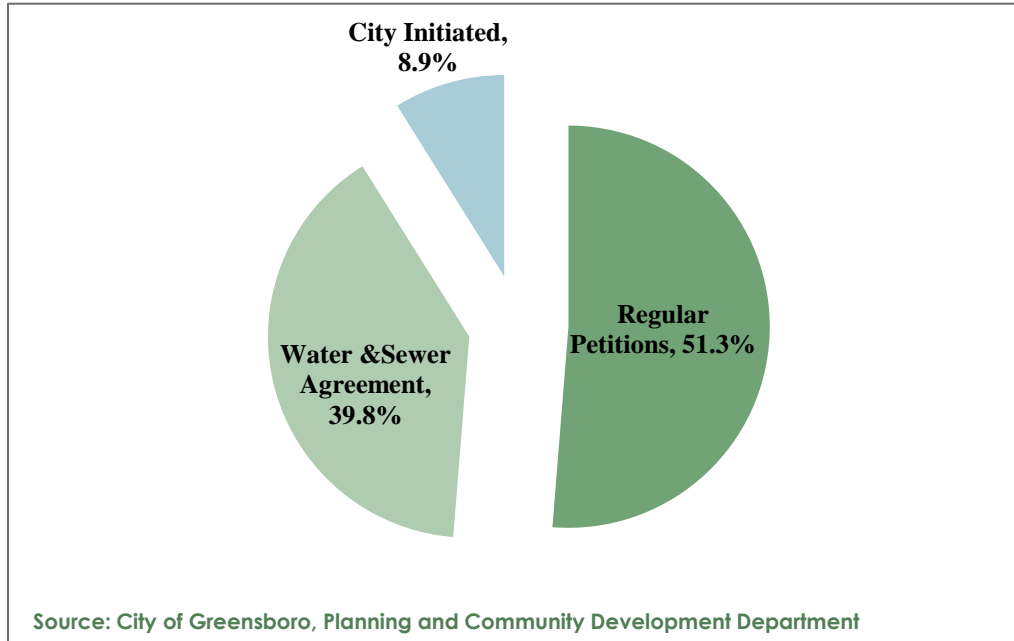 City Initiated,
8.9%
Regular
Petitions, 51.3%
Water &Sewer
Agreement,
39.8%
Source: City of Greensboro, Planning and Community Development Department